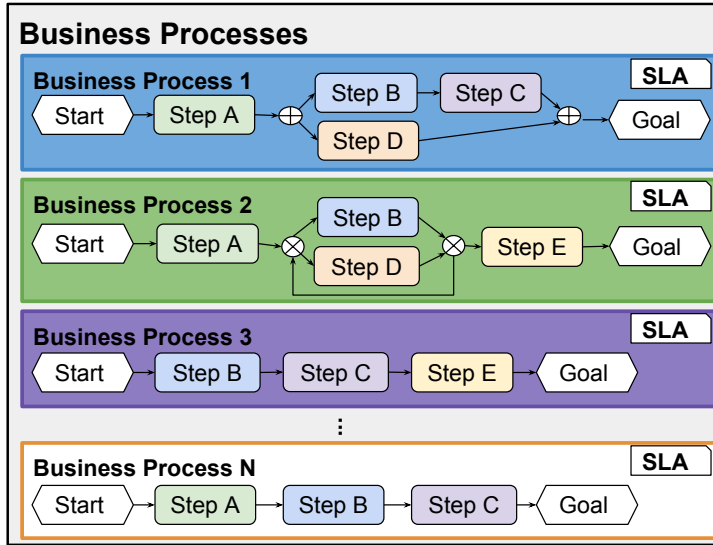 Business Processes
Business Process 1
SLA
Start
Step A
Step B
Step C
Step D
Goal
Business Process 2
SLA
Start
Step A
Step B
Step D
Step E
Goal
Business Process 3
SLA
Start
Step B
Step C
Step E
Goal
...
Business Process N
SLA
Start
Step A
Step B
Step C
Goal